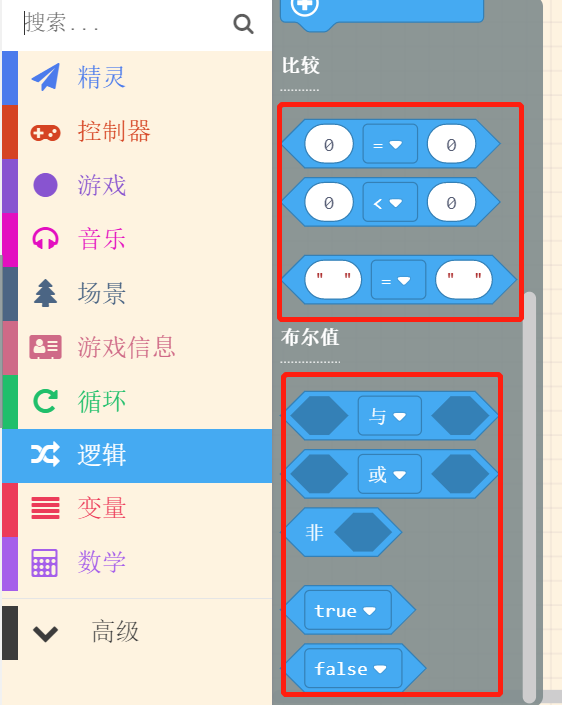 搜索...
精灵
控制器
游戏
音乐
场景
游戏信息
循环
逻辑
变量
数学
高级
比较
0 = 0
0 < 0
" " = " "
布尔值
与
或
非
true
false